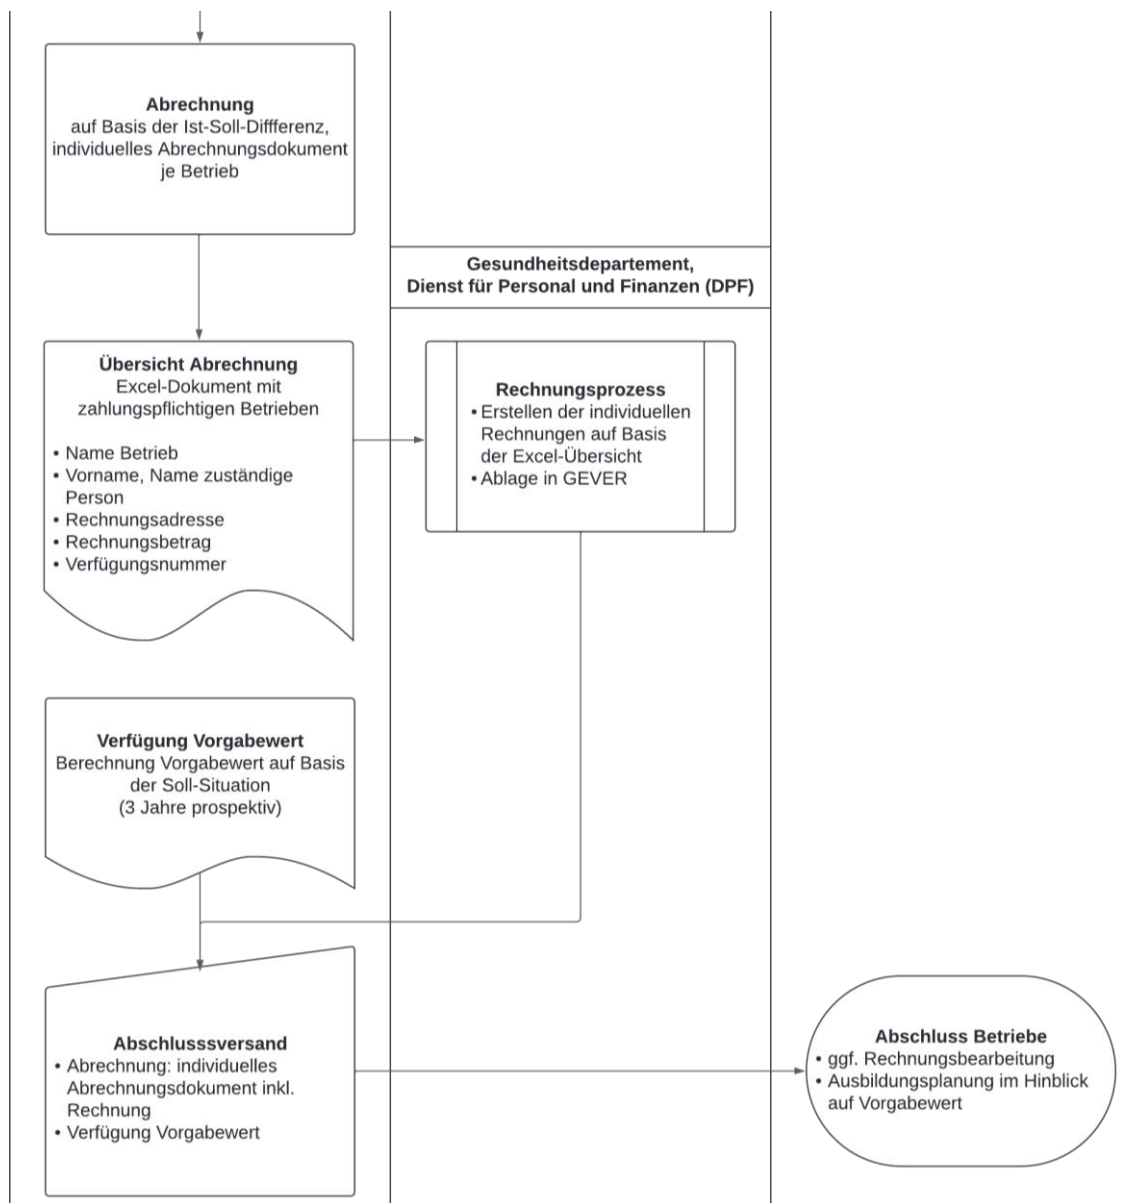 Abrechnung
auf Basis der Ist-Soll-Diffferenz,
individuelles Abrechnungsdokument
je Betrieb
Gesundheitsdepartement,
Dienst für Personal und Finanzen (DPF)
Übersicht Abrechnung
Excel-Dokument mit
zahlungspflichtigen Betrieben
• Name Betrieb
• Vorname, Name zuständige
Person
• Rechnungsadresse
• Rechnungsbetrag
• Verfügungsnummer
Rechnungsprozess
• Erstellen der individuellen
Rechnungen auf Basis
der Excel-Übersicht
• Ablage in GEVER
Verfügung Vorgabewert
Berechnung Vorgabewert auf Basis
der Soll-Situation
(3 Jahre prospektiv)
Abschlusssversand
• Abrechnung: individuelles
Abrechnungsdokument inkl.
Rechnung
• Verfügung Vorgabewert
Abschluss Betriebe
• ggf. Rechnungsbearbeitung
• Ausbildungsplanung im Hinblick
auf Vorgabewert